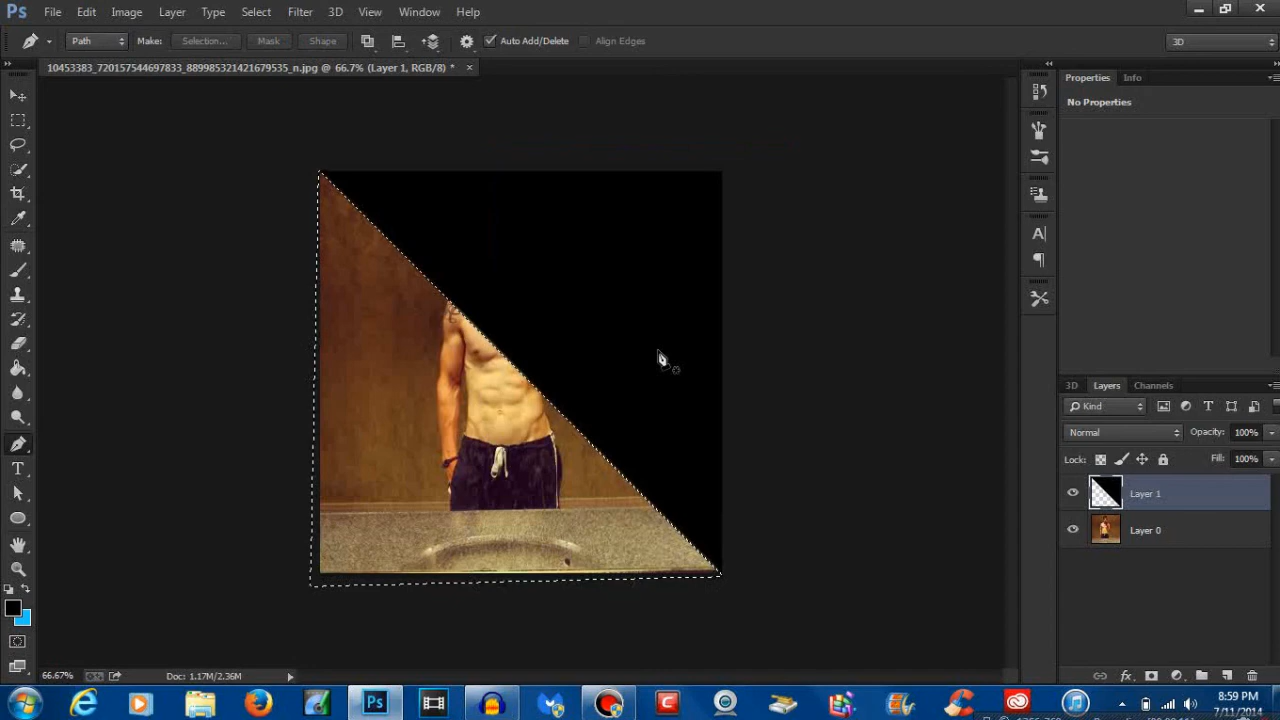 Ps File Edit Image Layer Type Select Filter 3D View Window Help
Path Make: Selection... Mask Shape Auto Add/Delete Align Edges 3D
10453383_720157544697833_889985321421679535_n.jpg @ 66.7% (Layer 1, RGB/8) * ×
Properties Info
No Properties
3D Layers Channels
Kind
Normal Opacity: 100%
Lock: Fill: 100%
Layer 1
Layer 0
66.67% Doc: 1.17M/2.36M
8:59 PM
7/11/2014